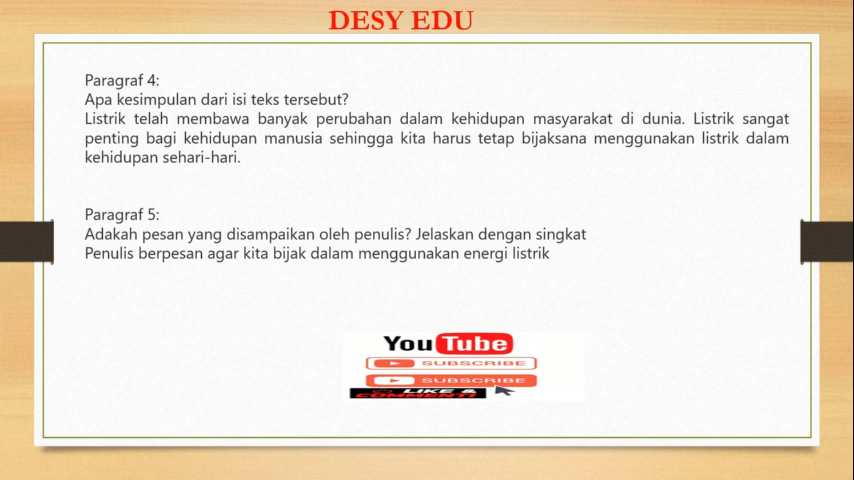 DESY EDU
Paragraf 4:
Apa kesimpulan dari isi teks tersebut?
Listrik telah membawa banyak perubahan dalam kehidupan masyarakat di dunia. Listrik sangat
penting bagi kehidupan manusia sehingga kita harus tetap bijaksana menggunakan listrik dalam
kehidupan sehari-hari.
Paragraf 5:
Adakah pesan yang disampaikan oleh penulis? Jelaskan dengan singkat
Penulis berpesan agar kita bijak dalam menggunakan energi listrik
YouTube
SUBSCRIBE
SUBSCRIBE
LIKE &
COMMENT!